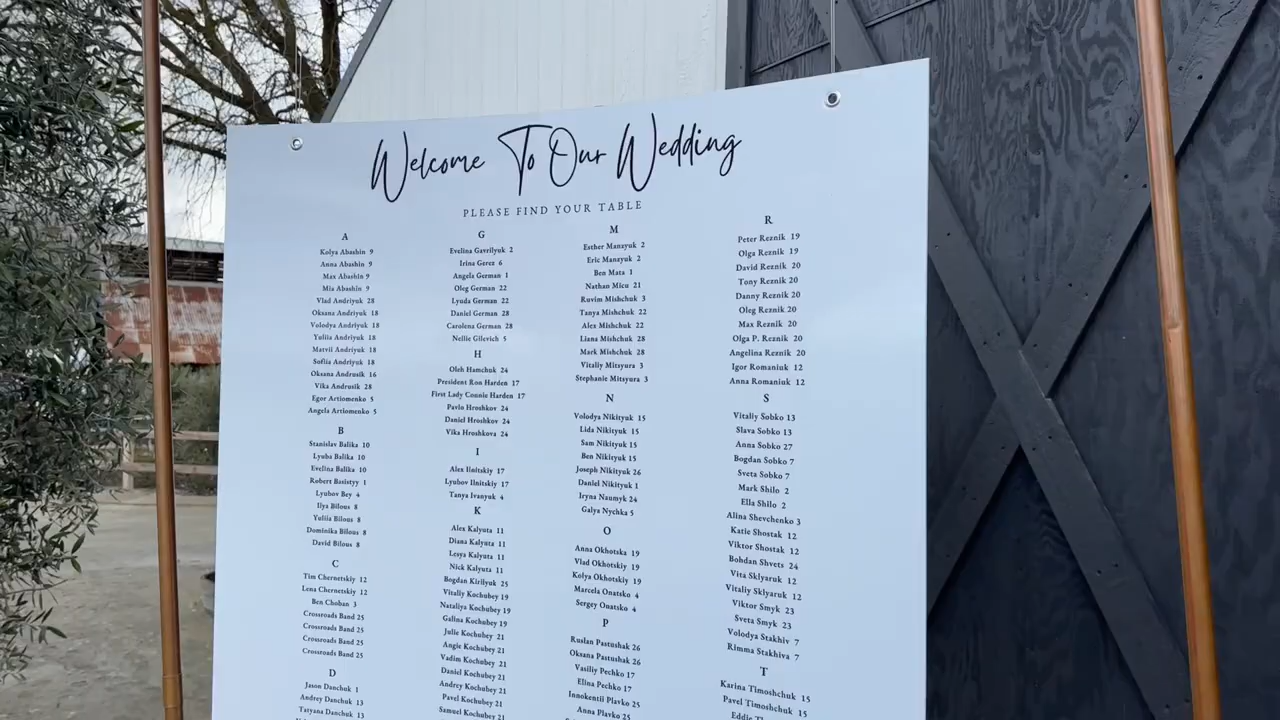 Welcome To Our Wedding
PLEASE FIND YOUR TABLE
A
Kolya Abashin 9
Anna Abashin 9
Max Abashin 9
Mia Abashin 9
Vlad Andriyuk 28
Oksana Andriyuk 18
Volodya Andriyuk 18
Yuliia Andriyuk 18
Matvii Andriyuk 18
Sofiia Andriyuk 18
Oksana Andrusik 16
Vika Andrusik 28
Egor Artiomenko 5
Angela Artiomenko 5
B
Stanislav Balika 10
Lyuba Balika 10
Evelina Balika 10
Robert Basistyy 1
Lyubov Bey 4
Ilya Bilous 8
Yuliia Bilous 8
Dominika Bilous 8
David Bilous 8
C
Tim Chernetskiy 12
Lena Chernetskiy 12
Ben Choban 3
Crossroads Band 25
Crossroads Band 25
Crossroads Band 25
Crossroads Band 25
D
Jason Danchuk 1
Andrey Danchuk 13
Tatyana Danchuk 13
G
Evelina Gavrilyuk 2
Irina Gerez 6
Angela German 1
Oleg German 22
Lyuda German 22
Daniel German 28
Carolena German 28
Nellie Gilevich 5
H
Oleh Hamchuk 24
President Ron Harden 17
First Lady Connie Harden 17
Pavlo Hroshkov 24
Daniel Hroshkov 24
Vika Hroshkova 24
I
Alex Ilnitskiy 17
Lyubov Ilnitskiy 17
Tanya Ivanyuk 4
K
Alex Kalyuta 11
Diana Kalyuta 11
Lesya Kalyuta 11
Nick Kalyuta 11
Bogdan Kirilyuk 25
Vitaliy Kochubey 19
Nataliya Kochubey 19
Galina Kochubey 19
Julie Kochubey 21
Angie Kochubey 21
Vadim Kochubey 21
Daniel Kochubey 21
Andrey Kochubey 21
Pavel Kochubey 21
Samuel Kochubey 21
M
Esther Manzyuk 2
Eric Manzyuk 2
Ben Mata 1
Nathan Micu 21
Ruvim Mishchuk 3
Tanya Mishchuk 22
Alex Mishchuk 22
Liana Mishchuk 28
Mark Mishchuk 28
Vitaliy Mitsyura 3
Stephanie Mitsyura 3
N
Volodya Nikityuk 15
Lida Nikityuk 15
Sam Nikityuk 15
Ben Nikityuk 15
Joseph Nikityuk 26
Daniel Nikityuk 1
Iryna Naumyk 24
Galya Nychka 5
O
Anna Okhotska 19
Vlad Okhotskiy 19
Kolya Okhotskiy 19
Marcela Onatsko 4
Sergey Onatsko 4
P
Ruslan Pastushak 26
Oksana Pastushak 26
Vasiliy Pechko 17
Elina Pechko 17
Innokentii Plavko 25
Anna Plavko 25
R
Peter Reznik 19
Olga Reznik 19
David Reznik 20
Tony Reznik 20
Danny Reznik 20
Oleg Reznik 20
Max Reznik 20
Olga P. Reznik 20
Angelina Reznik 20
Igor Romaniuk 12
Anna Romaniuk 12
S
Vitaliy Sobko 13
Slava Sobko 13
Anna Sobko 27
Bogdan Sobko 7
Sveta Sobko 7
Mark Shilo 2
Ella Shilo 2
Alina Shevchenko 3
Katie Shostak 12
Viktor Shostak 12
Bohdan Shvets 24
Vita Sklyaruk 12
Vitaliy Sklyaruk 12
Viktor Smyk 23
Sveta Smyk 23
Volodya Stakhiv 7
Rimma Stakhiva 7
T
Karina Timoshchuk 15
Pavel Timoshchuk 15
Eddie